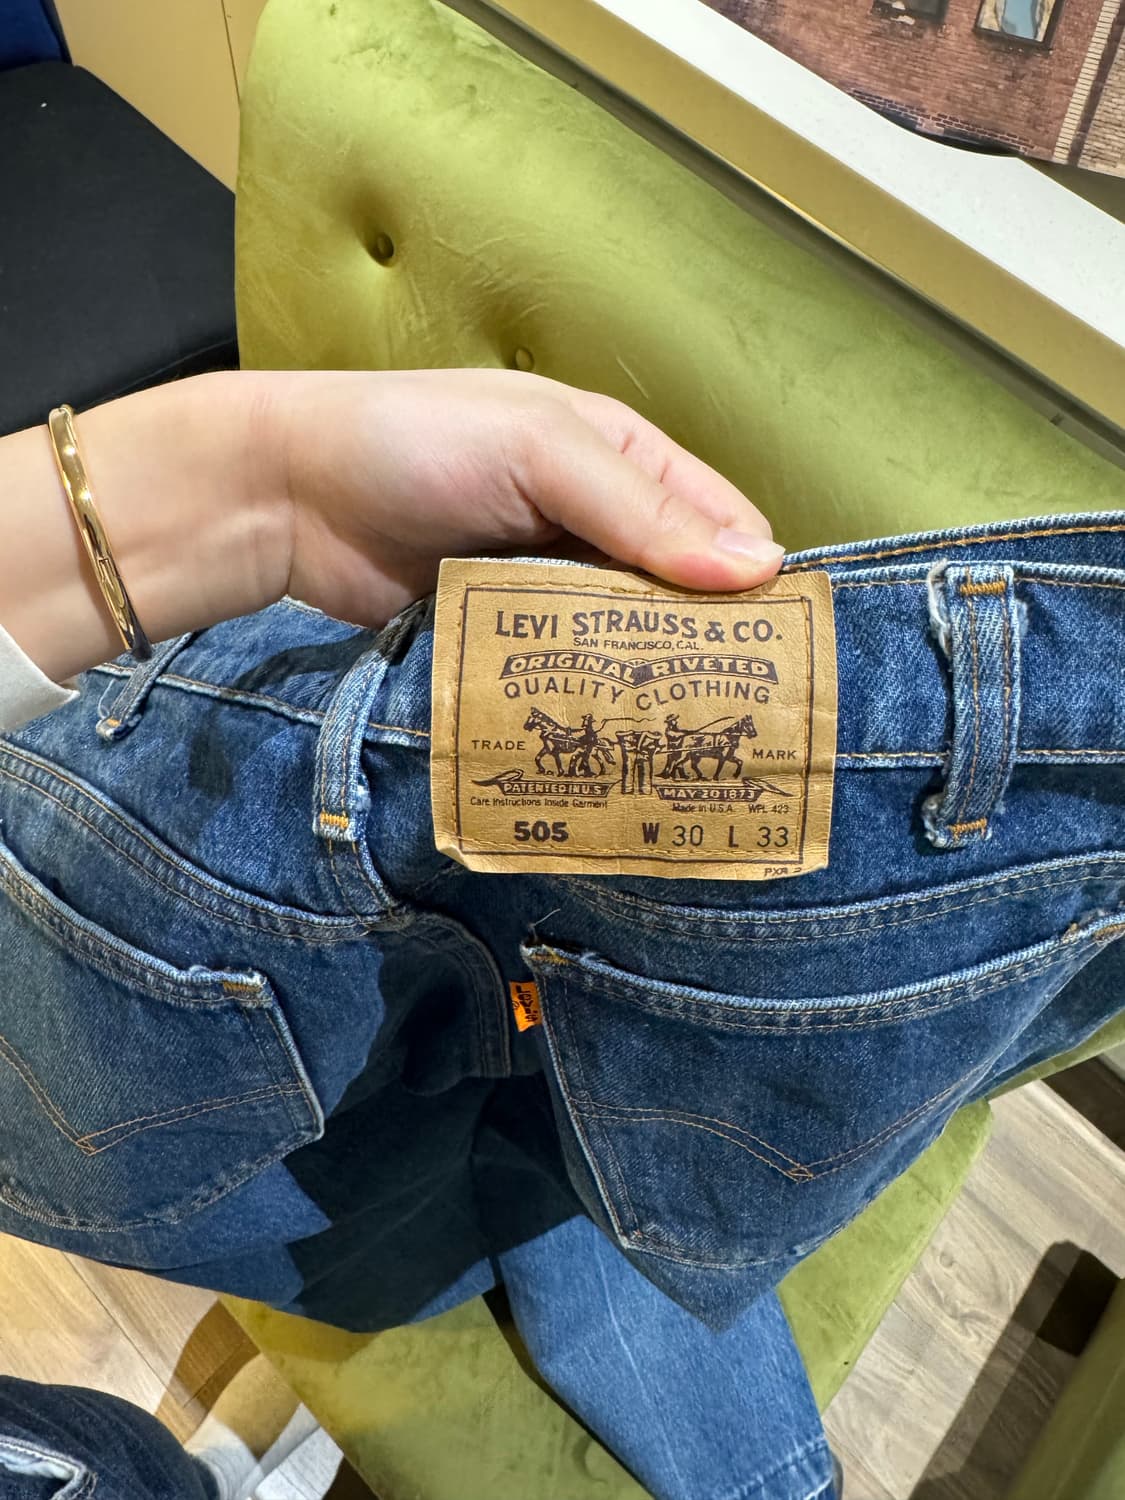 LEVI STRAUSS & CO.
SAN FRANCISCO, CAL.
ORIGINAL RIVETED
QUALITY CLOTHING
TRADE MARK
PATENTED IN U.S. MAY 20 1873
Care Instructions Inside Garment Made in U.S.A. WPL 423
505 W 30 L 33
LEVI'S